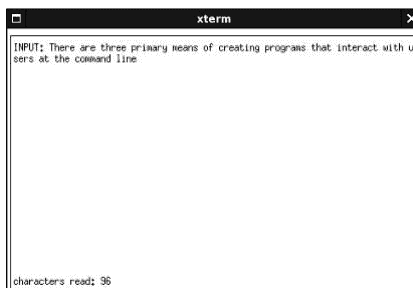 xterm
INPUT: There are three primary means of creating programs that interact with u
sers at the command line
characters read: 96